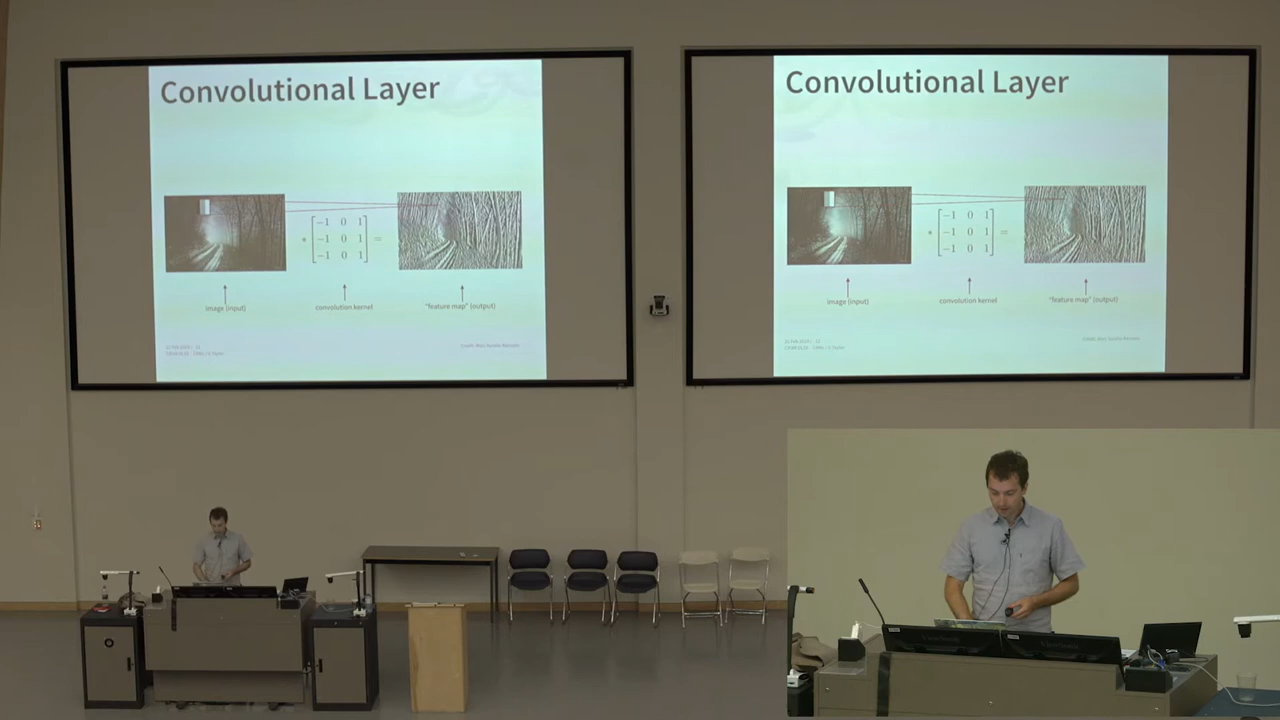 Convolutional Layer
* [ −1 0 1 ] =
−1 0 1
−1 0 1
image (input)
convolution kernel
"feature map" (output)
Convolutional Layer
* [ −1 0 1 ] =
−1 0 1
−1 0 1
image (input)
convolution kernel
"feature map" (output)